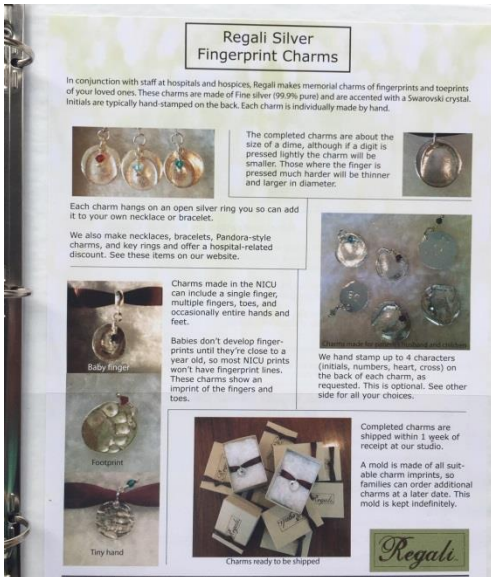 Regali Silver
Fingerprint Charms
In conjunction with staff at hospitals and hospices, Regali makes memorial charms of fingerprints and toeprints
of your loved ones. These charms are made of Fine silver (99.9% pure) and are accented with a Swarovski crystal.
Initials are typically hand-stamped on the back. Each charm is individually made by hand.
The completed charms are about the
size of a dime, although if a digit is
pressed lightly the charm will be
smaller. Those where the finger is
pressed much harder will be thinner
and larger in diameter.
Each charm hangs on an open silver ring you so can add
it to your own necklace or bracelet.
We also make necklaces, bracelets, Pandora-style
charms, and key rings and offer a hospital-related
discount. See these items on our website.
Charms made for patient's husband and children
Charms made in the NICU
can include a single finger,
multiple fingers, toes, and
occasionally entire hands and
feet.
Babies don't develop finger-
prints until they're close to a
year old, so most NICU prints
won't have fingerprint lines.
These charms show an
imprint of the fingers and
toes.
Baby finger
Footprint
Tiny hand
We hand stamp up to 4 characters
(initials, numbers, heart, cross) on
the back of each charm, as
requested. This is optional. See other
side for all your choices.
Charms ready to be shipped
Completed charms are
shipped within 1 week of
receipt at our studio.
A mold is made of all suit-
able charm imprints, so
families can order additional
charms at a later date. This
mold is kept indefinitely.
Regali